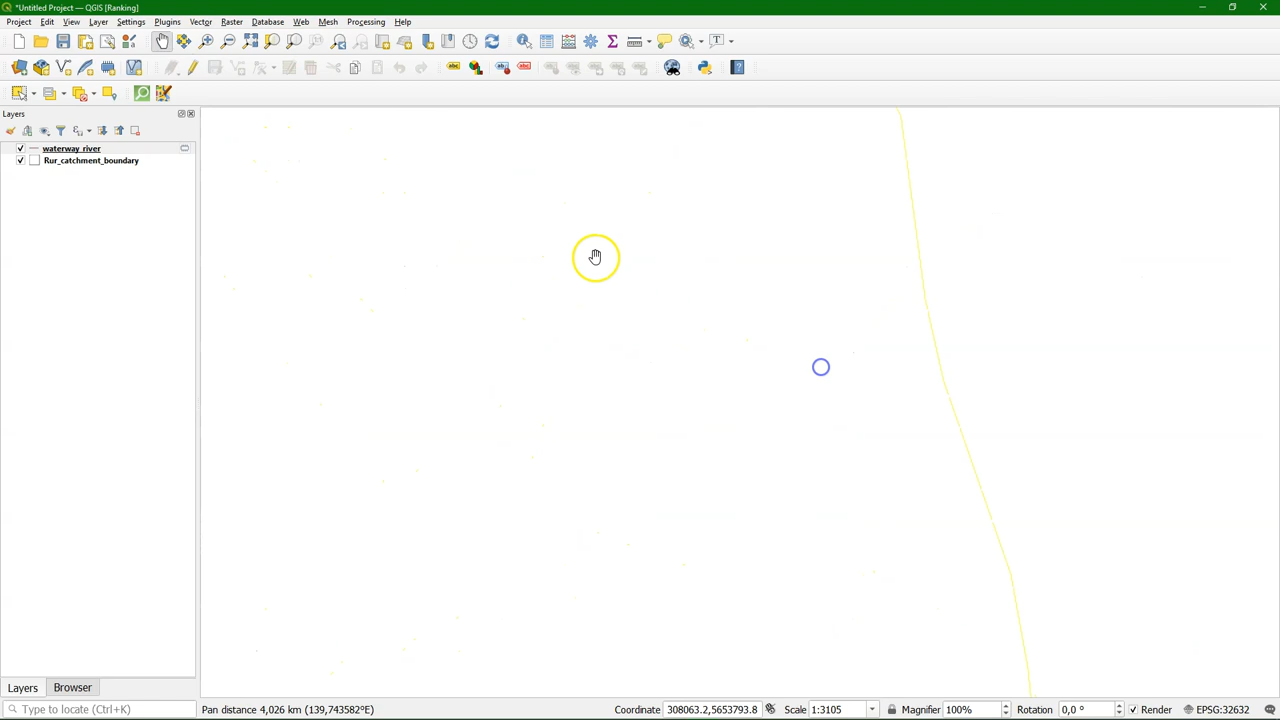 *Untitled Project — QGIS [Ranking]
Project Edit View Layer Settings Plugins Vector Raster Database Web Mesh Processing Help
Layers
waterway_river
Rur_catchment_boundary
Layers Browser
Type to locate (Ctrl+K) Pan distance 4,026 km (139,743582°E) Coordinate 308063.2,5653793.8 Scale 1:3105 Magnifier 100% Rotation 0,0 ° Render EPSG:32632